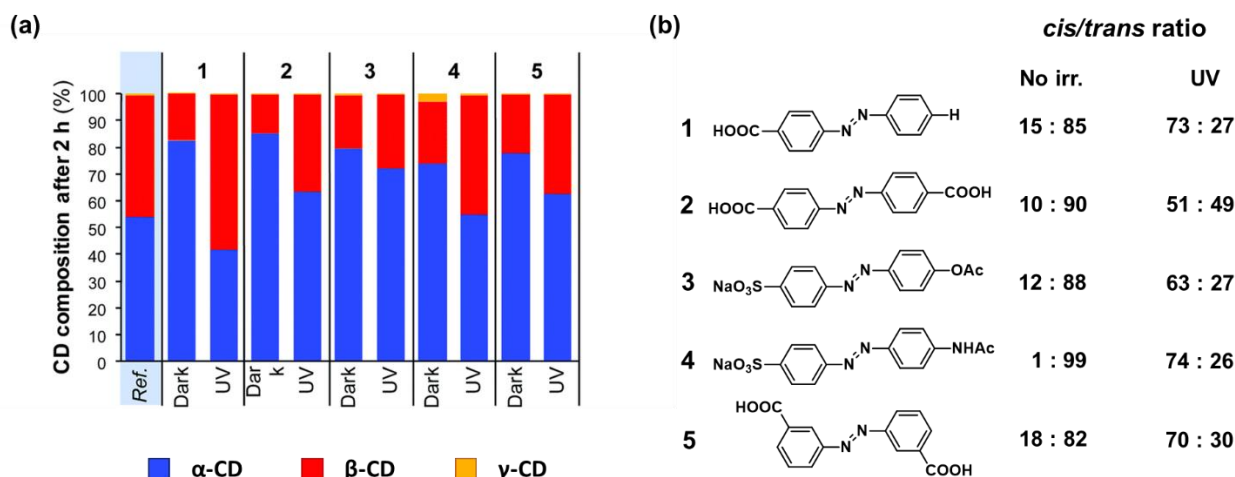 (a)
CD composition after 2 h (%)
1 2 3 4 5
100
90
80
70
60
50
40
30
20
10
0
Ref.
Dark
UV
Dar
k
UV
Dark
UV
Dark
UV
Dark
UV
α-CD β-CD γ-CD
(b)
cis/trans ratio
No irr. UV
1 HOOC N N H 15 : 85 73 : 27
2 HOOC N N COOH 10 : 90 51 : 49
3 NaO3S N N OAc 12 : 88 63 : 27
4 NaO3S N N NHAc 1 : 99 74 : 26
5 HOOC N N COOH 18 : 82 70 : 30